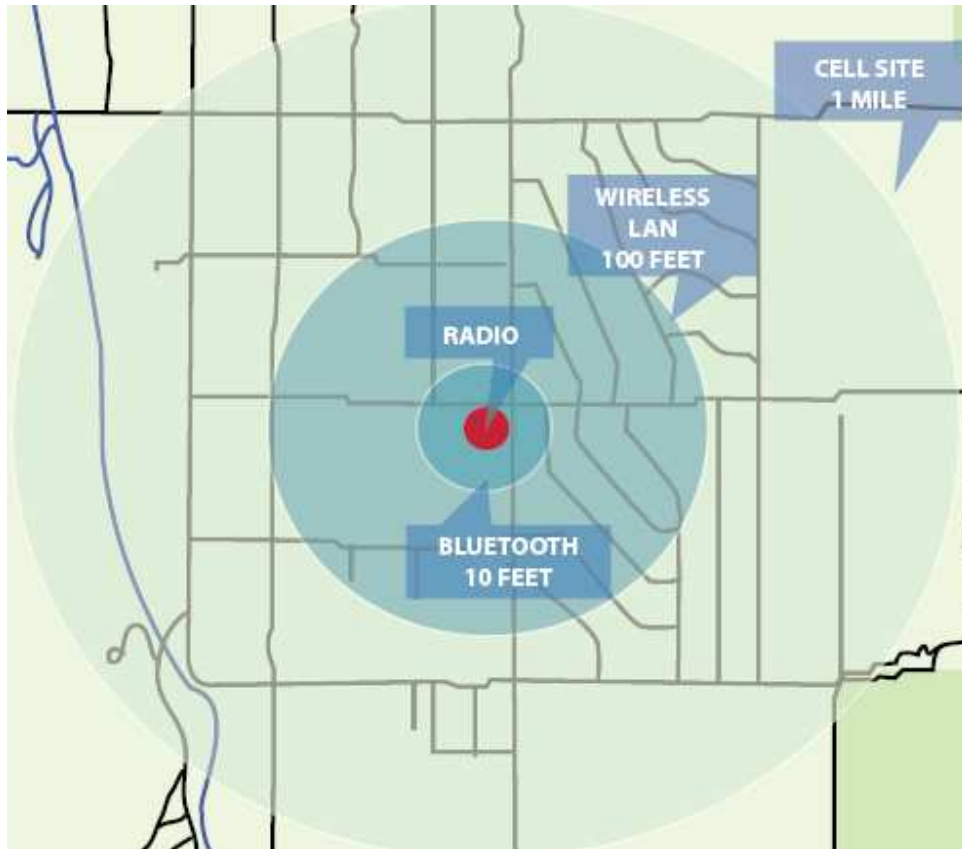 CELL SITE
1 MILE
WIRELESS
LAN
100 FEET
RADIO
BLUETOOTH
10 FEET